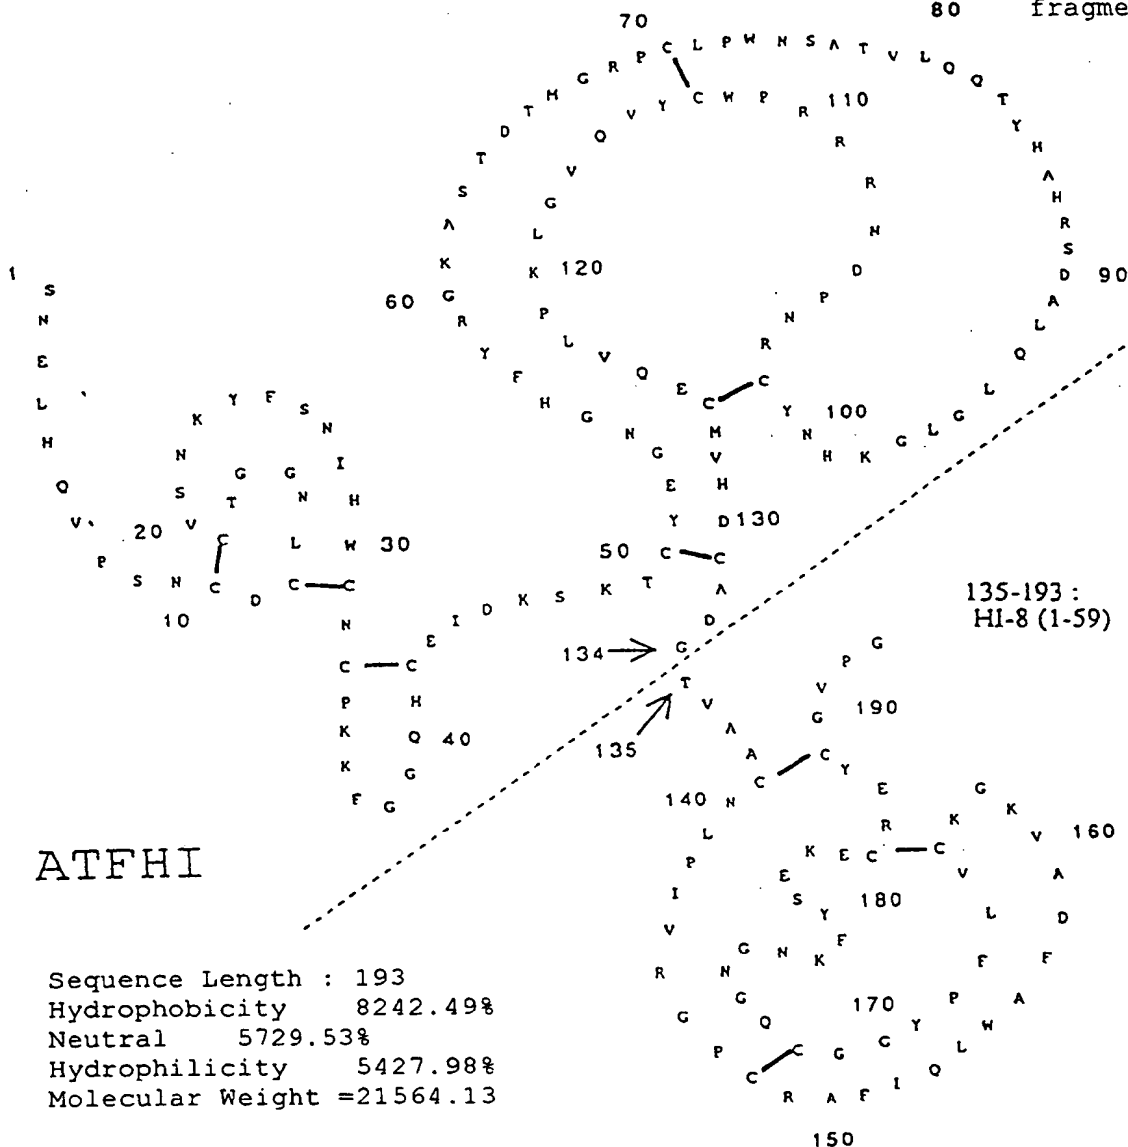 fragme
70
80
110
120
60
90
100
1
20
10
30
40
50
130
S N E L H Q V P S N C D C L N G G T C V S N K Y F S N I H W C N C P K K F G G Q H C E I D K S K T C Y E G N G H F Y R G K A S T D T M G R P C L P W N S A T V L Q Q T Y H A H R S D A L Q L G L G K H N Y C R N P D N R R R P W C Y V Q V G L K P L V Q E C M V H D C A D G
134
135
T V A A C N L P I V R G P C R A F I Q L W A F D A V K G K C V L F P Y G G C Q G N G N K F Y S E K E C R E Y C G V P G
135-193 :
HI-8 (1-59)
140
150
160
170
180
190
ATFHI
Sequence Length : 193
Hydrophobicity 8242.49%
Neutral 5729.53%
Hydrophilicity 5427.98%
Molecular Weight =21564.13